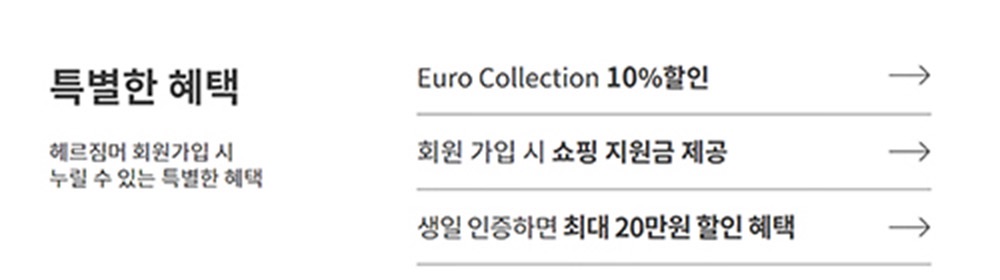 특별한 혜택
헤르짐머 회원가입 시
누릴 수 있는 특별한 혜택
Euro Collection 10%할인
회원 가입 시 쇼핑 지원금 제공
생일 인증하면 최대 20만원 할인 혜택